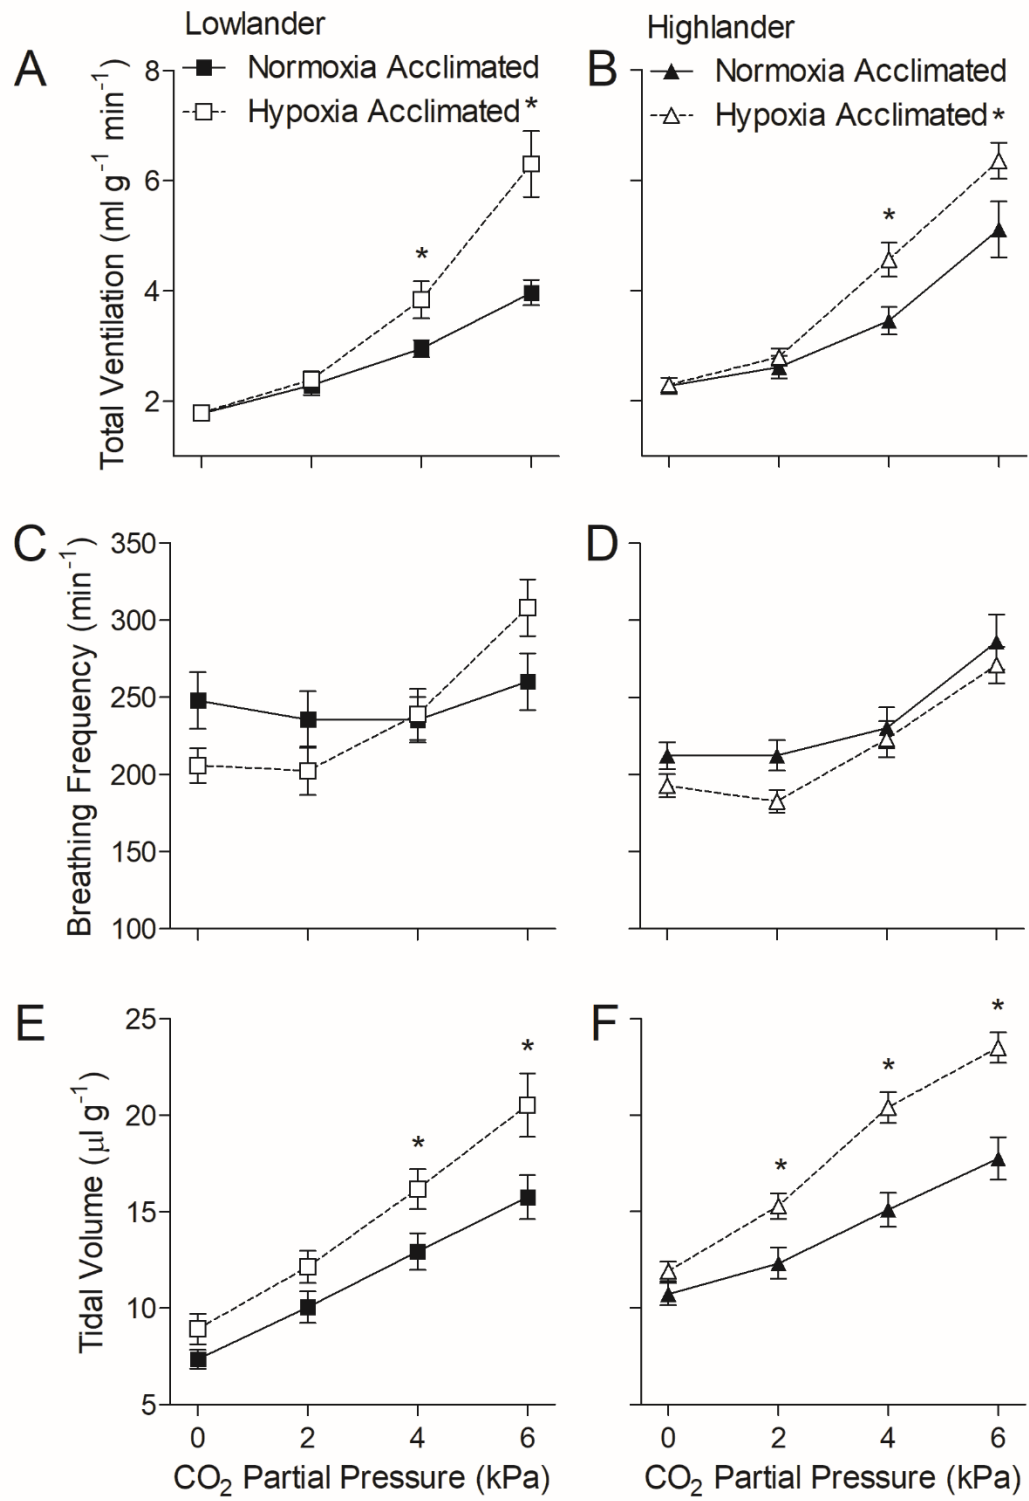 Lowlander
Highlander
A
B
Normoxia Acclimated
Hypoxia Acclimated *
Normoxia Acclimated
Hypoxia Acclimated *
Total Ventilation (ml g⁻¹ min⁻¹)
8
6
4
2
*
*
C
D
Breathing Frequency (min⁻¹)
350
300
250
200
150
100
E
F
Tidal Volume (μl g⁻¹)
25
20
15
10
5
*
*
*
*
*
0 2 4 6
0 2 4 6
CO₂ Partial Pressure (kPa)
CO₂ Partial Pressure (kPa)